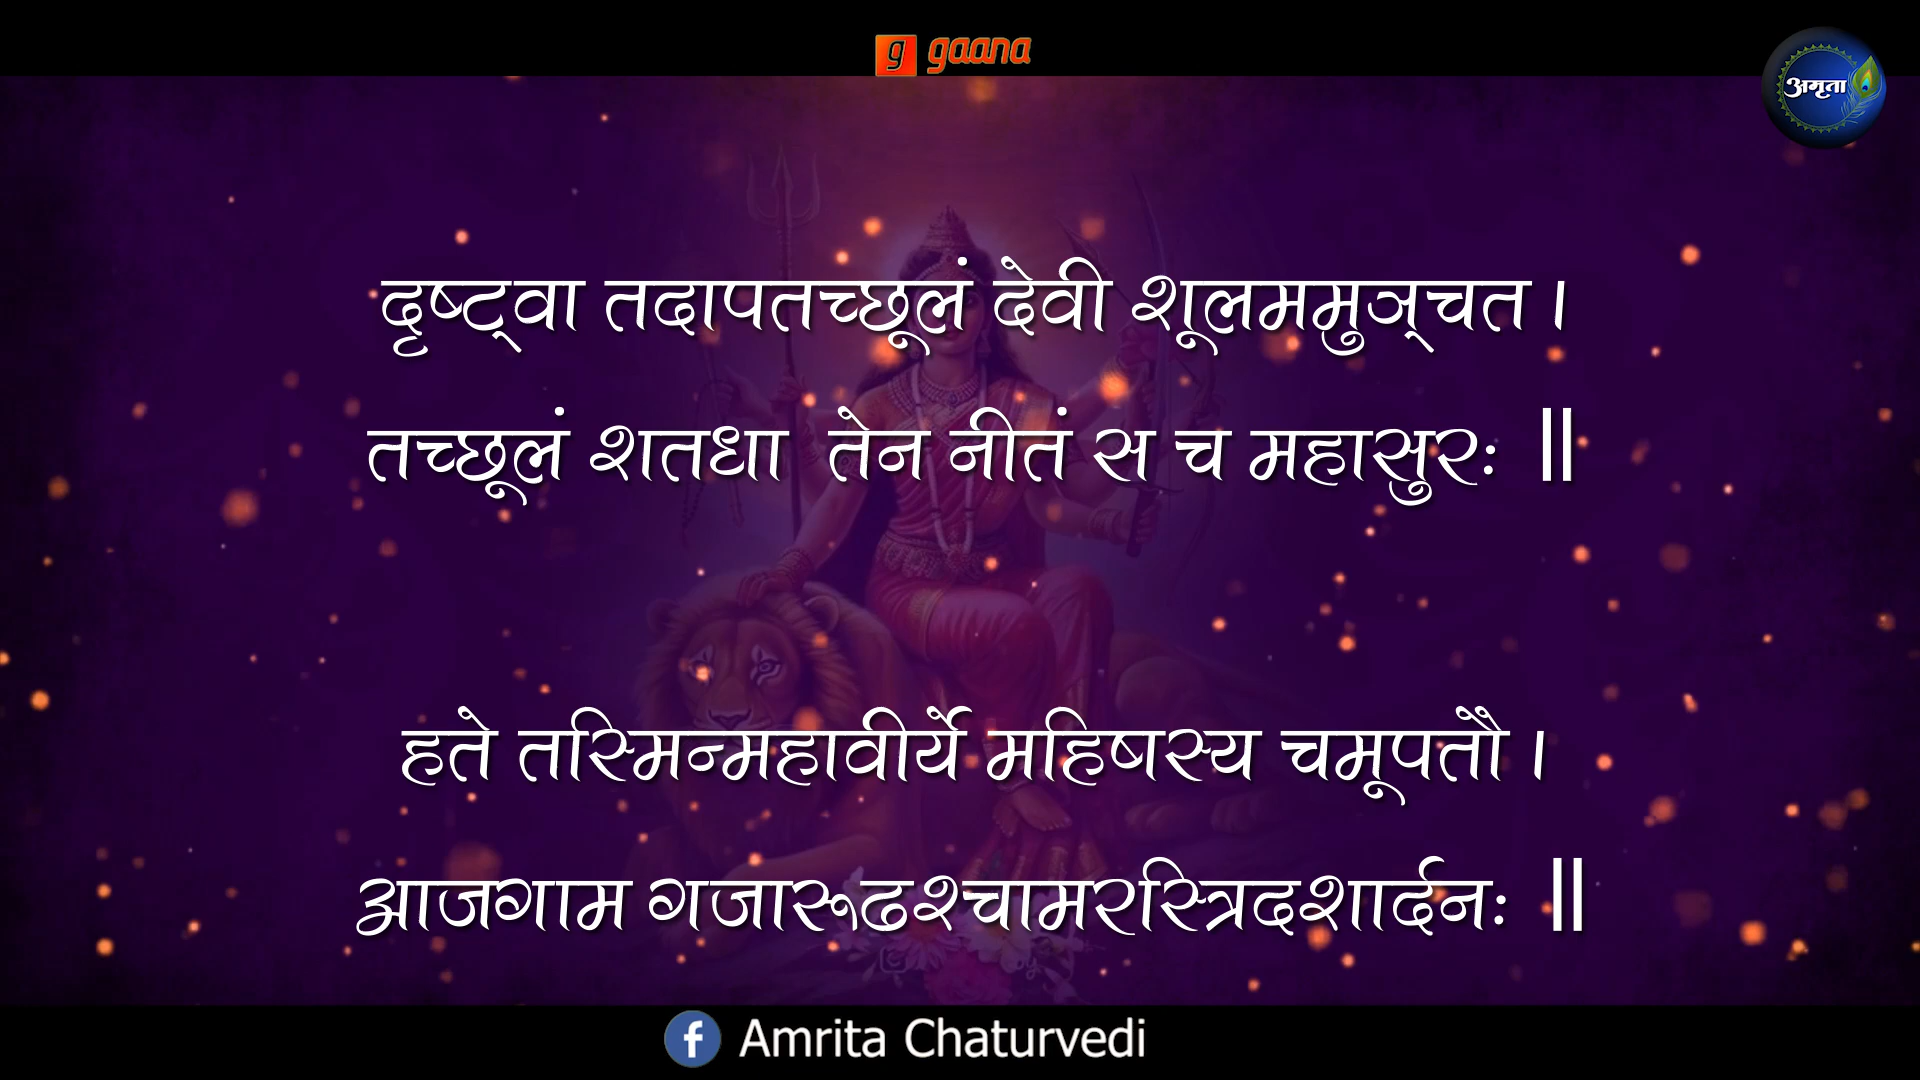 gaana
अमृता
दृष्ट्वा तदापतच्छूलं देवी शूलममुञ्चत ।
तच्छूलं शतधा तेन नीतं स च महासुरः ॥
हते तस्मिन्महावीर्ये महिषस्य चमूपतौ ।
आजगाम गजारूढश्चामरस्त्रिदशार्दनः ॥
Amrita Chaturvedi